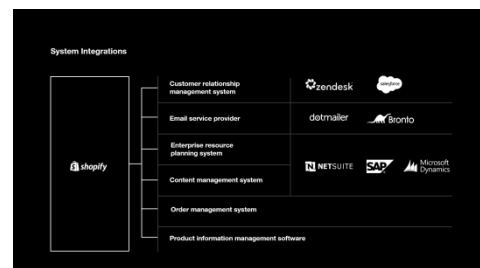 System Integrations
Customer relationship
management system
zendesk
salesforce
Email service provider
dotmailer
Bronto
Enterprise resource
planning system
shopify
NETSUITE
SAP
Microsoft
Dynamics
Content management system
Order management system
Product information management software